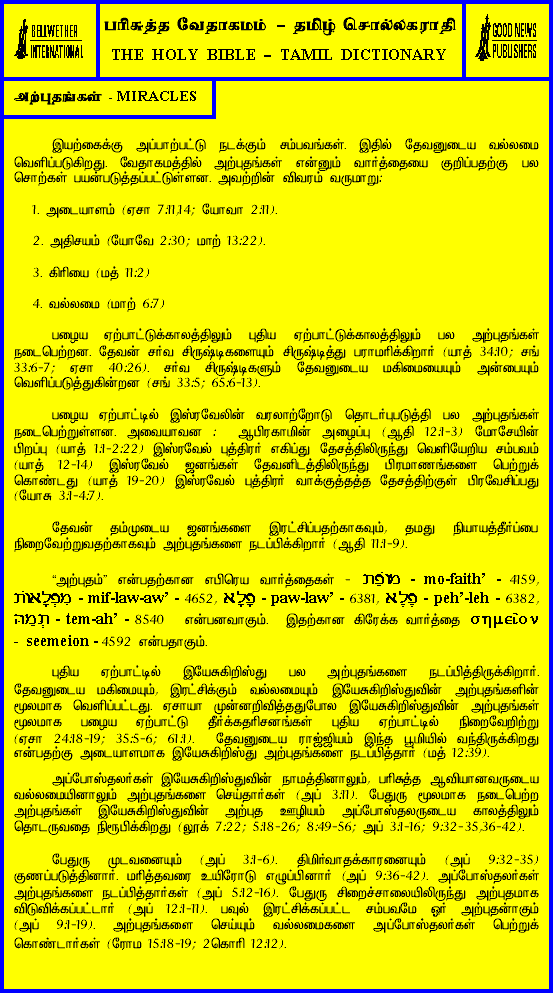 BELLWETHER
INTERNATIONAL
பரிசுத்த வேதாகமம் – தமிழ் சொல்லகராதி
THE HOLY BIBLE – TAMIL DICTIONARY
GOOD NEWS
PUBLISHERS
அற்புதங்கள் - MIRACLES
இயற்கைக்கு அப்பாற்பட்டு நடக்கும் சம்பவங்கள். இதில் தேவனுடைய வல்லமை
வெளிப்படுகிறது. வேதாகமத்தில் அற்புதங்கள் என்னும் வார்த்தையை குறிப்பதற்கு பல
சொற்கள் பயன்படுத்தப்பட்டுள்ளன. அவற்றின் விவரம் வருமாறு:
1. அடையாளம் (ஏசா 7:11,14; யோவா 2:11).
2. அதிசயம் (யோவே 2:30; மாற் 13:22).
3. கிரியை (மத் 11:2)
4. வல்லமை (மாற் 6:7)
பழைய ஏற்பாட்டுக்காலத்திலும் புதிய ஏற்பாட்டுக்காலத்திலும் பல அற்புதங்கள்
நடைபெற்றன. தேவன் சர்வ சிருஷ்டிகளையும் சிருஷ்டித்து பராமரிக்கிறார் (யாத் 34:10; சங்
33:6-7; ஏசா 40:26). சர்வ சிருஷ்டிகளும் தேவனுடைய மகிமையையும் அன்பையும்
வெளிப்படுத்துகின்றன (சங் 33:5; 65:6-13).
பழைய ஏற்பாட்டில் இஸ்ரவேலின் வரலாற்றோடு தொடர்புபடுத்தி பல அற்புதங்கள்
நடைபெற்றுள்ளன. அவையாவன : ஆபிரகாமின் அழைப்பு (ஆதி 12:1-3) மோசேயின்
பிறப்பு (யாத் 1:1-2:22) இஸ்ரவேல் புத்திரர் எகிப்து தேசத்திலிருந்து வெளியேறிய சம்பவம்
(யாத் 12-14) இஸ்ரவேல் ஜனங்கள் தேவனிடத்திலிருந்து பிரமாணங்களை பெற்றுக்
கொண்டது (யாத் 19-20) இஸ்ரவேல் புத்திரர் வாக்குத்தத்த தேசத்திற்குள் பிரவேசிப்பது
(யோசு 3:1-4:7).
தேவன் தம்முடைய ஜனங்களை இரட்சிப்பதற்காகவும், தமது நியாயத்தீர்ப்பை
நிறைவேற்றுவதற்காகவும் அற்புதங்களை நடப்பிக்கிறார் (ஆதி 11:1-9).
“அற்புதம்” என்பதற்கான எபிரெய வார்த்தைகள் – מוֹפֵת - mo-faith’ - 4159,
מִפְלָאוֹת - mif-law-aw’ - 4652, פָּלָא - paw-law’ - 6381, פֶּלֶא - peh’-leh - 6382,
תְּמַהּ - tem-ah’ - 8540 என்பனவாகும். இதற்கான கிரேக்க வார்த்தை σημεῖον
- seemeion - 4592 என்பதாகும்.
புதிய ஏற்பாட்டில் இயேசுகிறிஸ்து பல அற்புதங்களை நடப்பித்திருக்கிறார்.
தேவனுடைய மகிமையும், இரட்சிக்கும் வல்லமையும் இயேசுகிறிஸ்துவின் அற்புதங்களின்
மூலமாக வெளிப்பட்டது. ஏசாயா முன்னறிவித்ததுபோல இயேசுகிறிஸ்துவின் அற்புதங்கள்
மூலமாக பழைய ஏற்பாட்டு தீர்க்கதரிசனங்கள் புதிய ஏற்பாட்டில் நிறைவேறிற்று
(ஏசா 24:18-19; 35:5-6; 61:1). தேவனுடைய ராஜ்ஜியம் இந்த பூமியில் வந்திருக்கிறது
என்பதற்கு அடையாளமாக இயேசுகிறிஸ்து அற்புதங்களை நடப்பித்தார் (மத் 12:39).
அப்போஸ்தலர்கள் இயேசுகிறிஸ்துவின் நாமத்தினாலும், பரிசுத்த ஆவியானவருடைய
வல்லமையினாலும் அற்புதங்களை செய்தார்கள் (அப் 3:11). பேதுரு மூலமாக நடைபெற்ற
அற்புதங்கள் இயேசுகிறிஸ்துவின் அற்புத ஊழியம் அப்போஸ்தலருடைய காலத்திலும்
தொடருவதை நிரூபிக்கிறது (லூக் 7:22; 5:18-26; 8:49-56; அப் 3:1-16; 9:32-35,36-42).
பேதுரு முடவனையும் (அப் 3:1-6). திமிர்வாதக்காரனையும் (அப் 9:32-35)
குணப்படுத்தினார். மரித்தவரை உயிரோடு எழுப்பினார் (அப் 9:36-42). அப்போஸ்தலர்கள்
அற்புதங்களை நடப்பித்தார்கள் (அப் 5:12-16). பேதுரு சிறைச்சாலையிலிருந்து அற்புதமாக
விடுவிக்கப்பட்டார் (அப் 12:1-11). பவுல் இரட்சிக்கப்பட்ட சம்பவமே ஓர் அற்புதன்ாகும்
(அப் 9:1-19). அற்புதங்களை செய்யும் வல்லமைகளை அப்போஸ்தலர்கள் பெற்றுக்
கொண்டார்கள் (ரோம 15:18-19; 2கொரி 12:12).